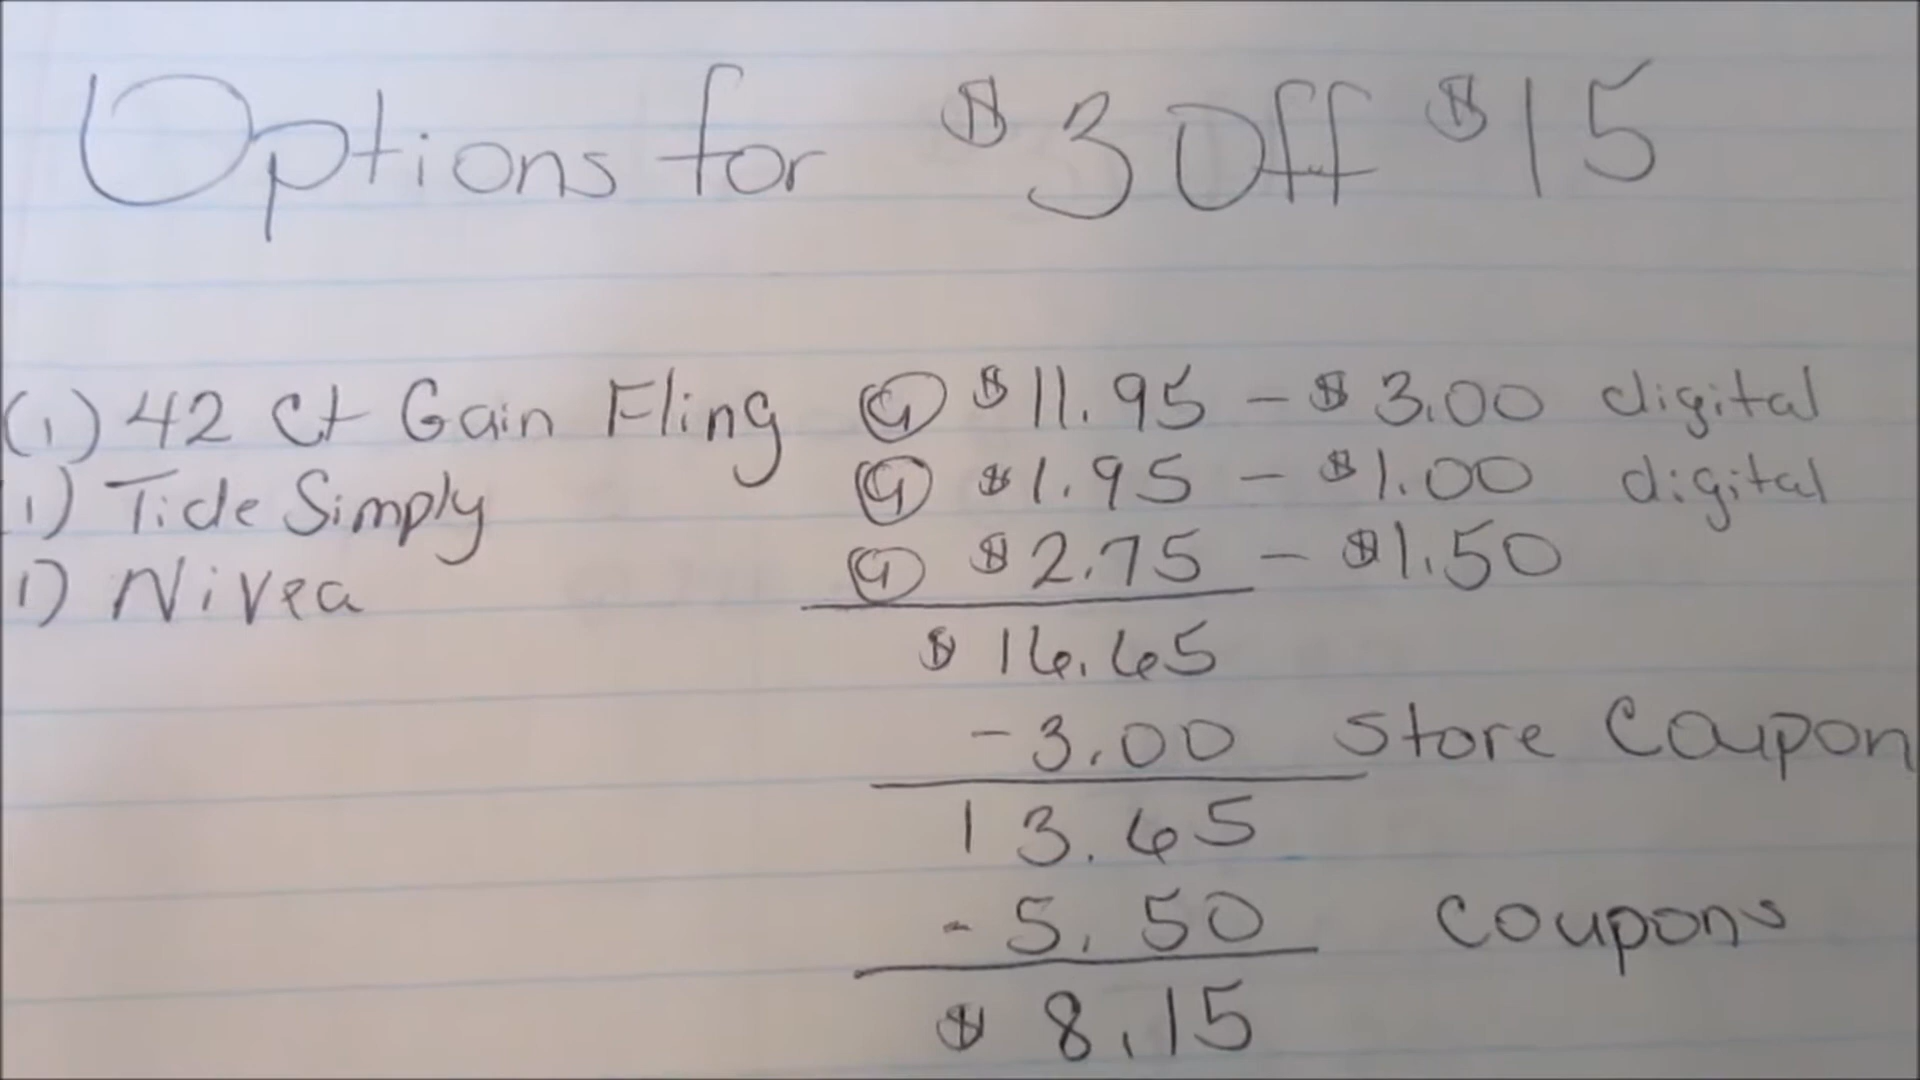 Options for $3 Off $15
(1) 42 Ct Gain Fling @ $11.95 - $3.00 digital
1) Tide Simply @ $1.95 - $1.00 digital
1) Nivea @ $2.75 - $1.50
$16.65
-3.00 Store Coupon
13.65
-5.50 Coupons
$8.15